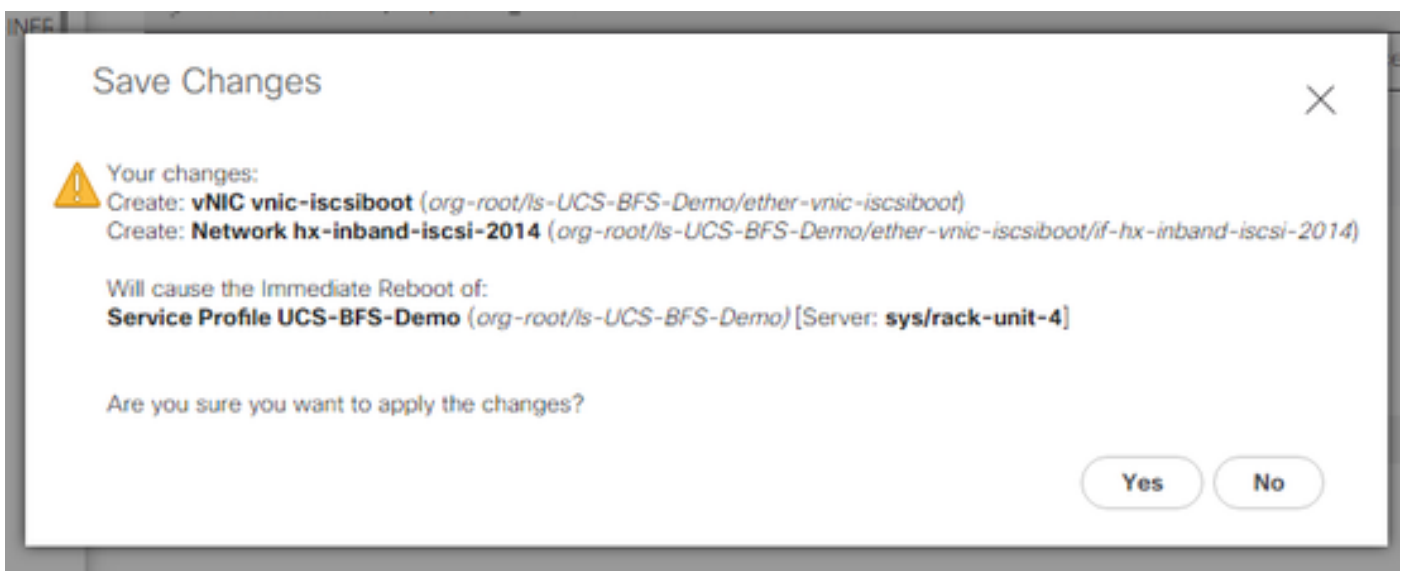 Save Changes
Your changes:
Create: vNIC vnic-iscsiboot (org-root/ls-UCS-BFS-Demo/ether-vnic-iscsiboot)
Create: Network hx-inband-iscsi-2014 (org-root/ls-UCS-BFS-Demo/ether-vnic-iscsiboot/if-hx-inband-iscsi-2014)
Will cause the Immediate Reboot of:
Service Profile UCS-BFS-Demo (org-root/ls-UCS-BFS-Demo) [Server: sys/rack-unit-4]
Are you sure you want to apply the changes?
Yes No